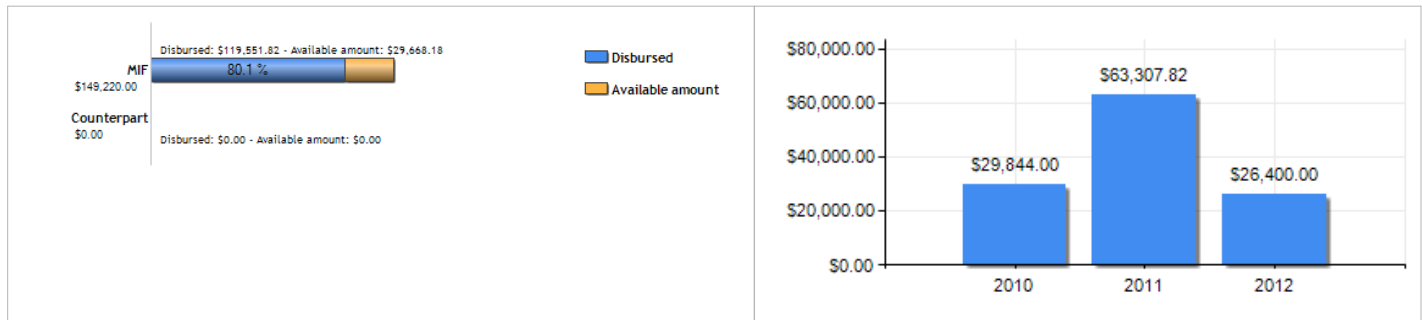 Disbursed: $119,551.82 - Available amount: $29,668.18
MIF
80.1 %
$149,220.00
Counterpart
$0.00
Disbursed: $0.00 - Available amount: $0.00
Disbursed
Available amount
$80,000.00
$63,307.82
$60,000.00
$40,000.00
$29,844.00
$26,400.00
$20,000.00
$0.00
2010 2011 2012